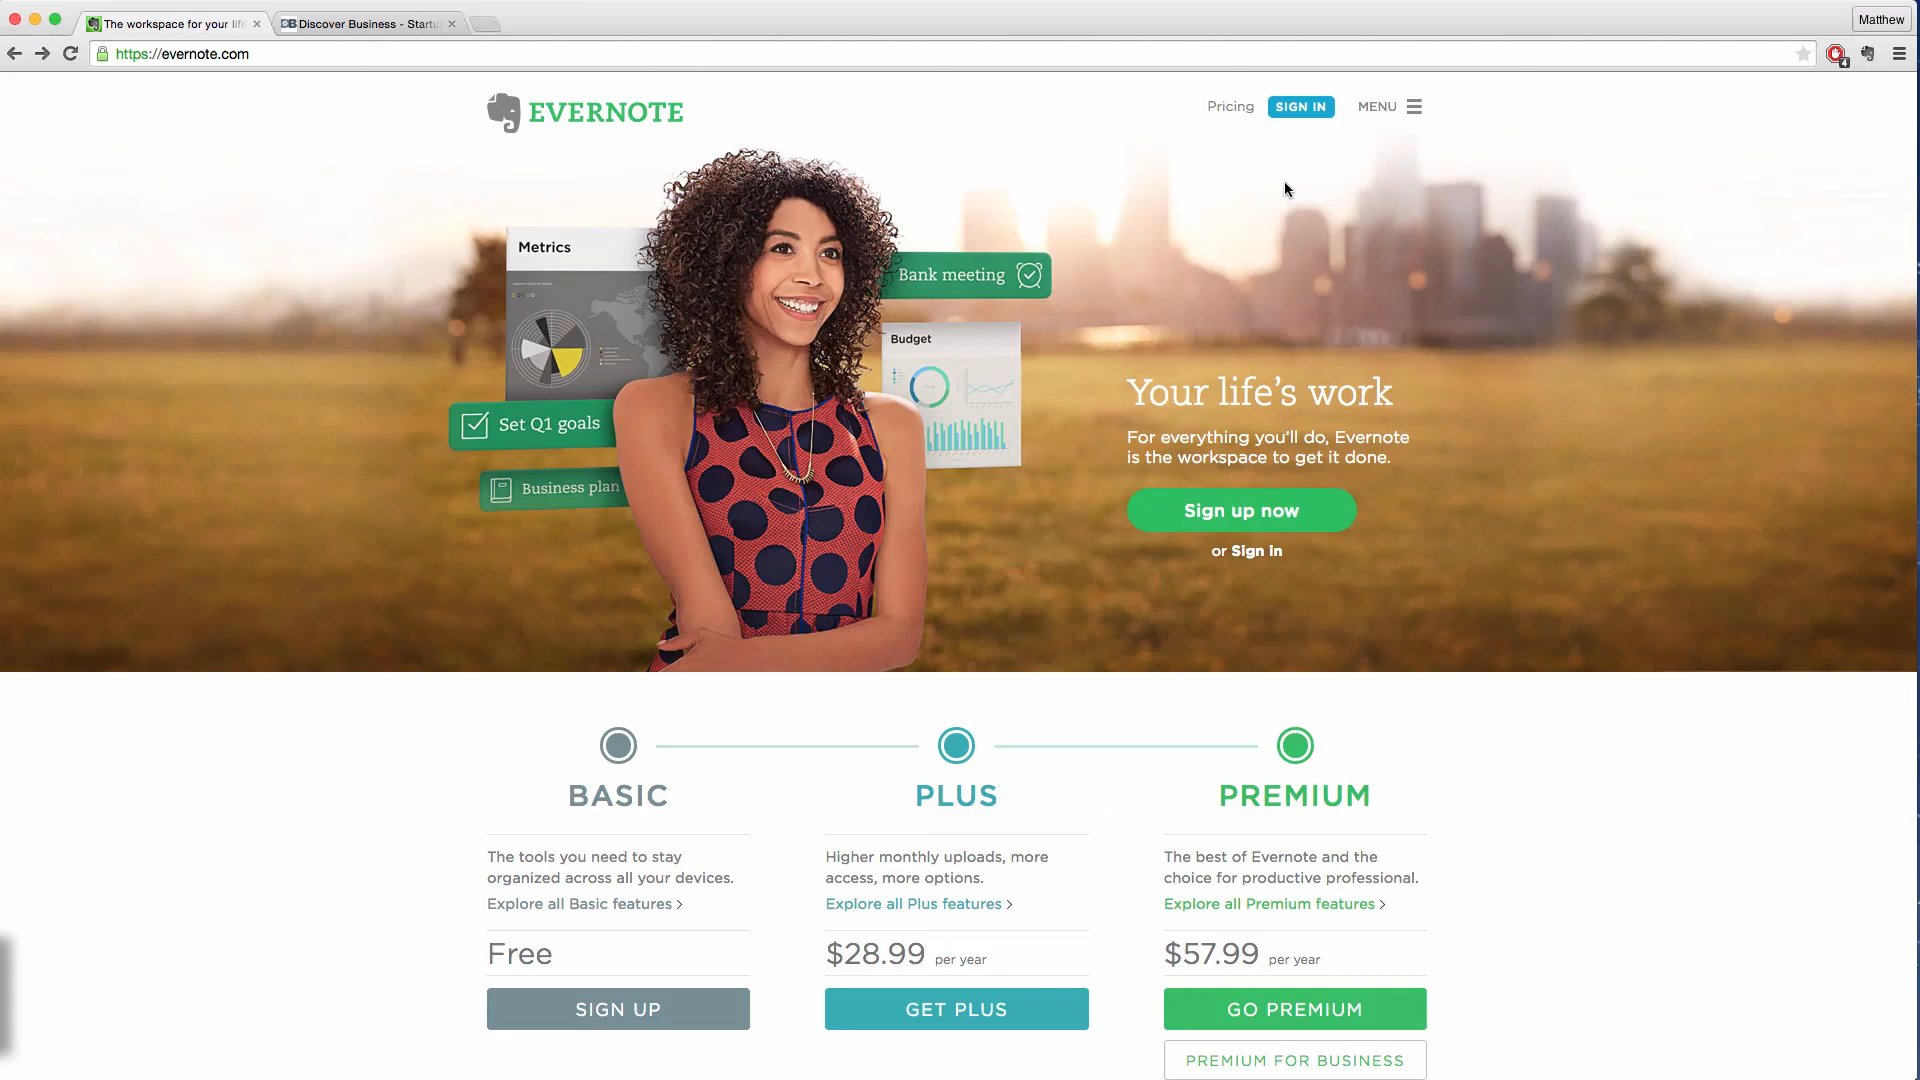 The workspace for your life
Discover Business - Startu
Matthew
https://evernote.com
4
EVERNOTE
Pricing
SIGN IN
MENU
Metrics
Bank meeting
Budget
Set Q1 goals
Business plan
Your life's work
For everything you'll do, Evernote
is the workspace to get it done.
Sign up now
or Sign in
BASIC
PLUS
PREMIUM
The tools you need to stay
organized across all your devices.
Explore all Basic features >
Higher monthly uploads, more
access, more options.
Explore all Plus features >
The best of Evernote and the
choice for productive professional.
Explore all Premium features >
Free
$28.99 per year
$57.99 per year
SIGN UP
GET PLUS
GO PREMIUM
PREMIUM FOR BUSINESS